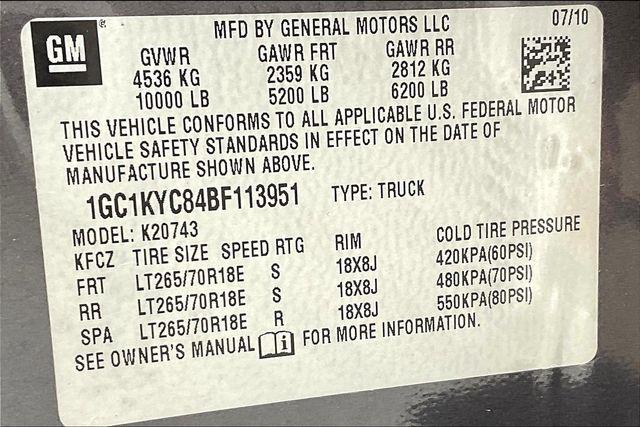 GM
MFD BY GENERAL MOTORS LLC 07/10
GVWR GAWR FRT GAWR RR
4536 KG 2359 KG 2812 KG
10000 LB 5200 LB 6200 LB
THIS VEHICLE CONFORMS TO ALL APPLICABLE U.S. FEDERAL MOTOR
VEHICLE SAFETY STANDARDS IN EFFECT ON THE DATE OF
MANUFACTURE SHOWN ABOVE.
1GC1KYC84BF113951 TYPE: TRUCK
MODEL: K20743
KFCZ TIRE SIZE SPEED RTG RIM COLD TIRE PRESSURE
FRT LT265/70R18E S 18X8J 420KPA(60PSI)
RR LT265/70R18E S 18X8J 480KPA(70PSI)
SPA LT265/70R18E R 18X8J 550KPA(80PSI)
SEE OWNER'S MANUAL i FOR MORE INFORMATION.